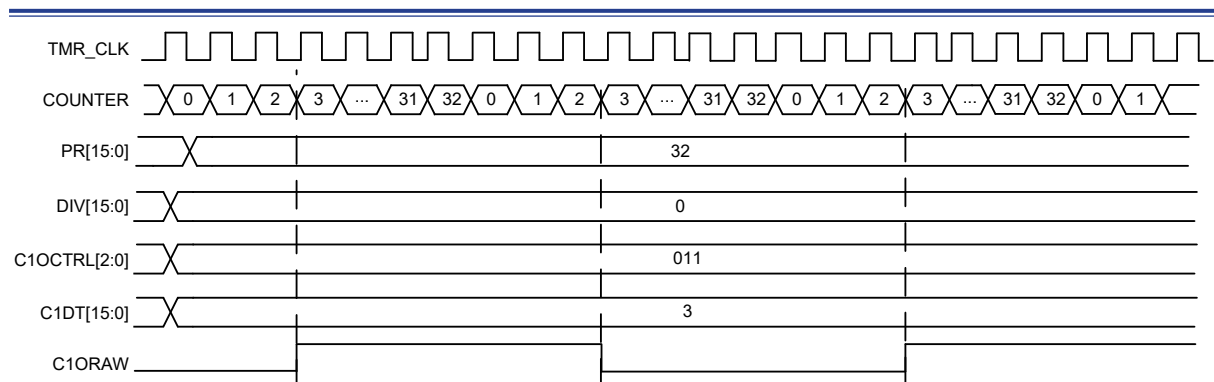 TMR_CLK
COUNTER 0 1 2 3 ... 31 32 0 1 2 3 ... 31 32 0 1 2 3 ... 31 32 0 1
PR[15:0] 32
DIV[15:0] 0
C1OCTRL[2:0] 011
C1DT[15:0] 3
C1ORAW